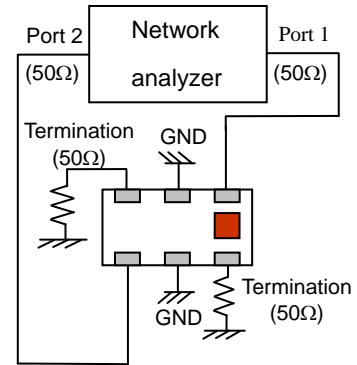 Port 2
Network
analyzer
Port 1
(50Ω)
(50Ω)
Termination
(50Ω)
GND
GND
Termination
(50Ω)